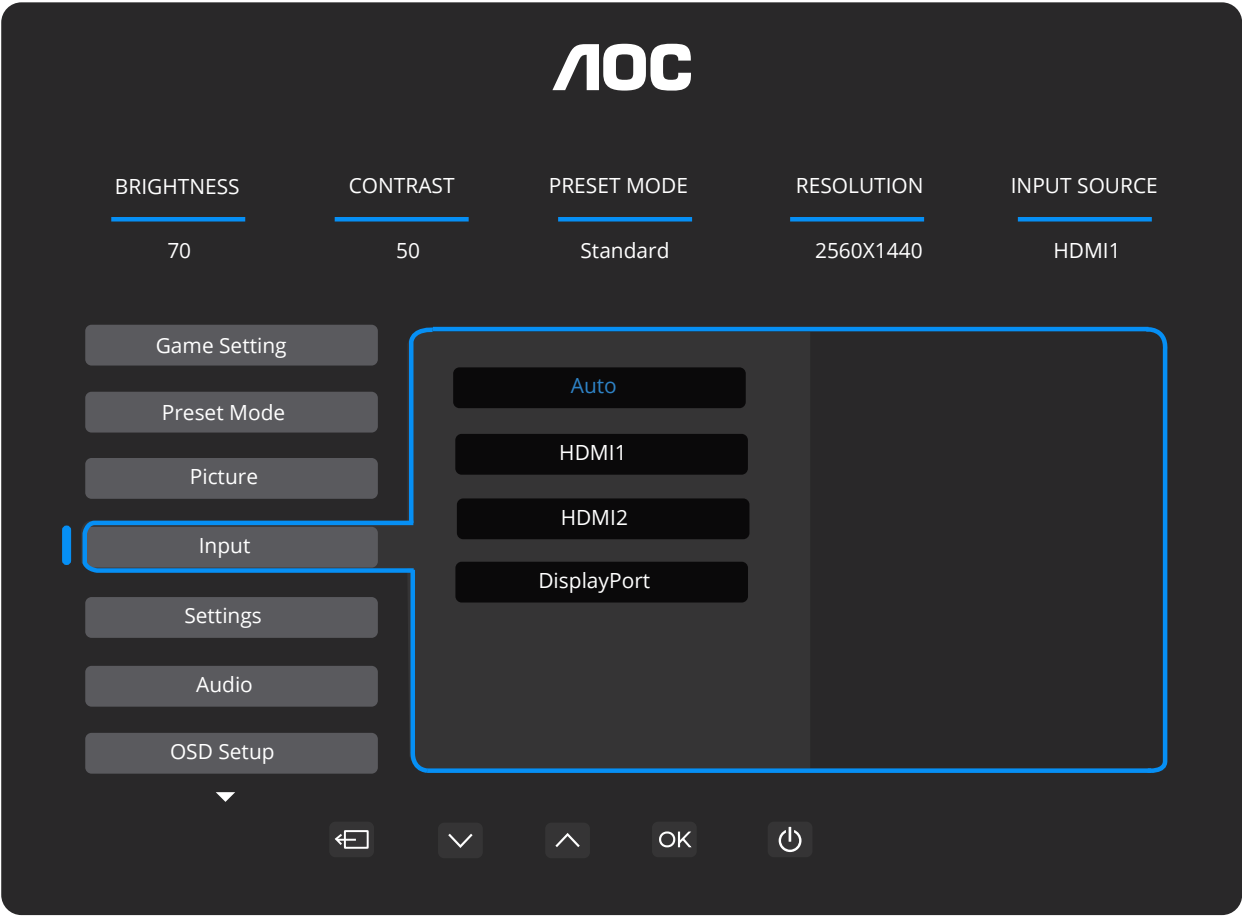 AOC
BRIGHTNESS CONTRAST PRESET MODE RESOLUTION INPUT SOURCE
70 50 Standard 2560X1440 HDMI1
Game Setting
Preset Mode
Picture
Input
Settings
Audio
OSD Setup
Auto
HDMI1
HDMI2
DisplayPort
OK